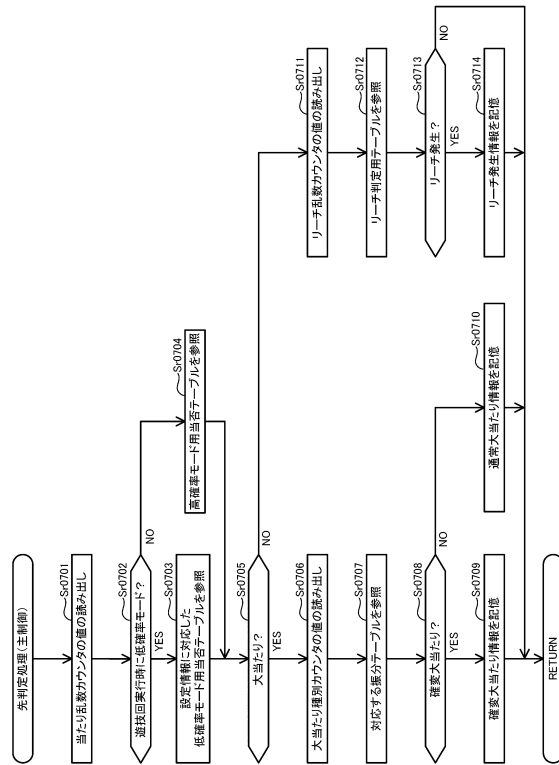 先判定処理(主制御)
Sr0701
当たり乱数カウンタの値の読み出し
Sr0702
遊技回実行時に低確率モード?
NO
YES
Sr0703
設定情報に対応した
低確率モード用当否テーブルを参照
Sr0704
高確率モード用当否テーブルを参照
Sr0705
大当たり?
NO
YES
Sr0706
大当たり種別カウンタの値の読み出し
Sr0707
対応する振分テーブルを参照
Sr0708
確変大当たり?
NO
YES
Sr0709
確変大当たり情報を記憶
Sr0710
通常大当たり情報を記憶
Sr0711
リーチ乱数カウンタの値の読み出し
Sr0712
リーチ判定用テーブルを参照
Sr0713
リーチ発生?
NO
YES
Sr0714
リーチ発生情報を記憶
RETURN